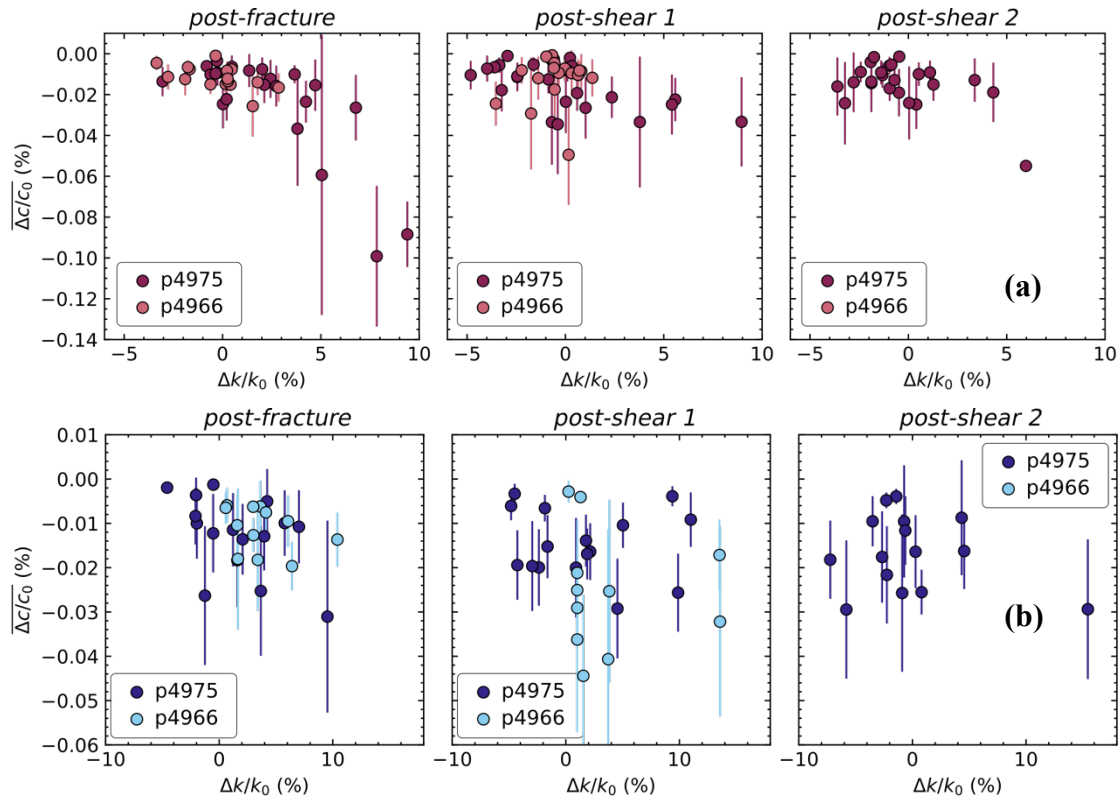 post-fracture post-shear 1 post-shear 2
0.00
−0.02
−0.04
−0.06
−0.08
−0.10
−0.12
−0.14
Δc/c₀ (%)
p4975
p4966
p4975
p4966
p4975
p4966
(a)
−5 0 5 10 −5 0 5 10 −5 0 5 10
Δk/k₀ (%) Δk/k₀ (%) Δk/k₀ (%)
post-fracture post-shear 1 post-shear 2
0.01
0.00
−0.01
−0.02
−0.03
−0.04
−0.05
−0.06
Δc/c₀ (%)
p4975
p4966
p4975
p4966
p4975
p4966
(b)
−10 0 10 −10 0 10 −10 0 10
Δk/k₀ (%) Δk/k₀ (%) Δk/k₀ (%)